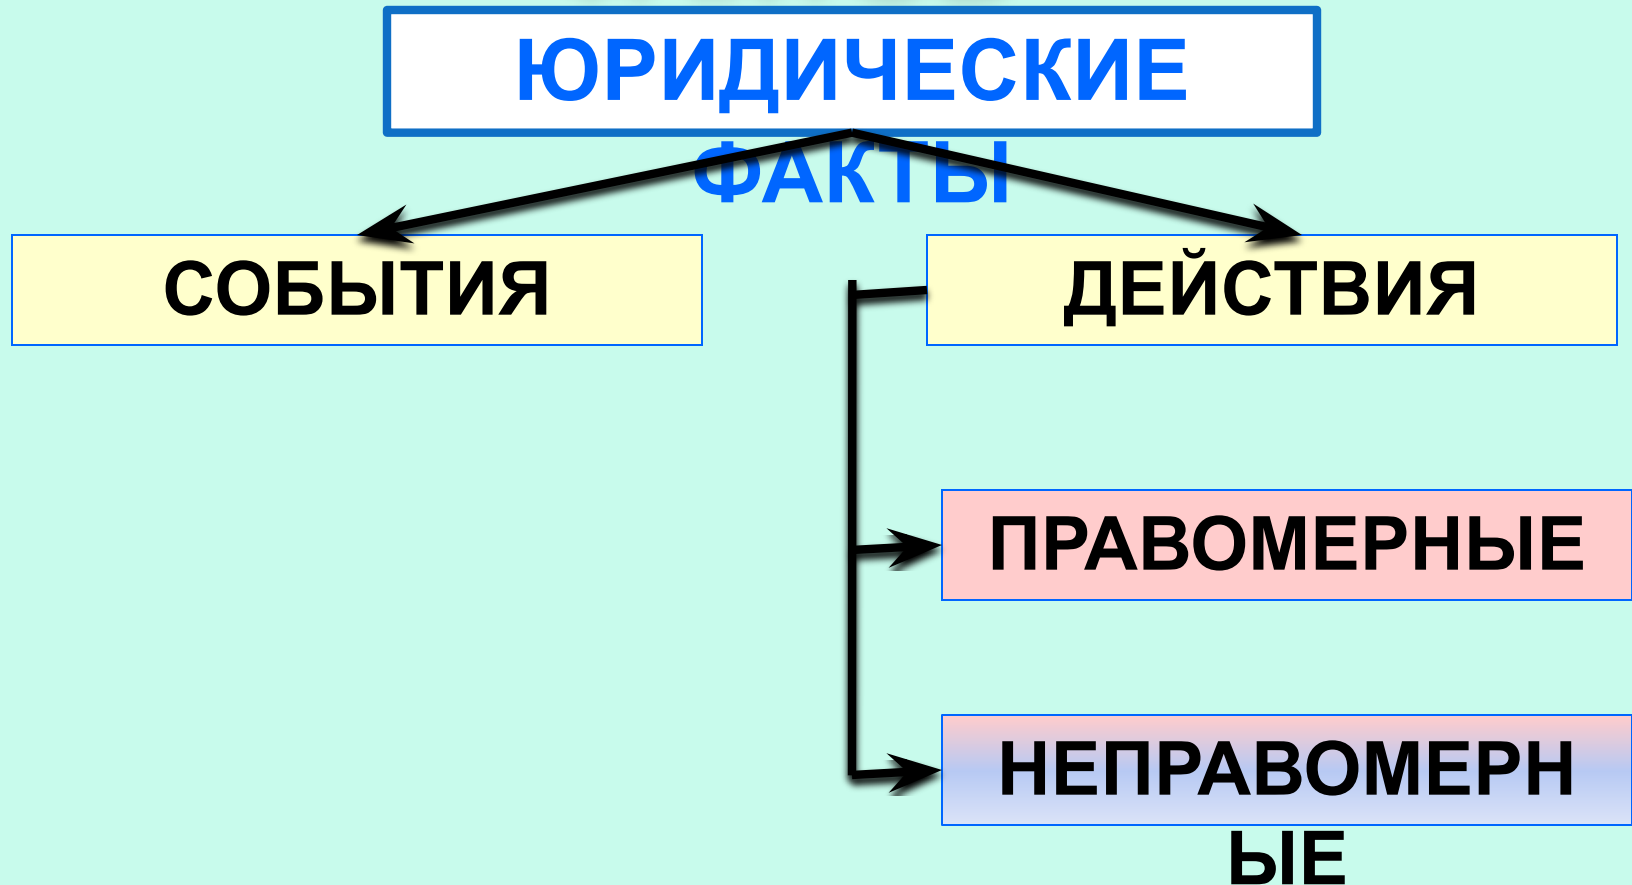 ЮРИДИЧЕСКИЕ
ФАКТЫ
СОБЫТИЯ
ДЕЙСТВИЯ
ПРАВОМЕРНЫЕ
НЕПРАВОМЕРН
ЫЕ